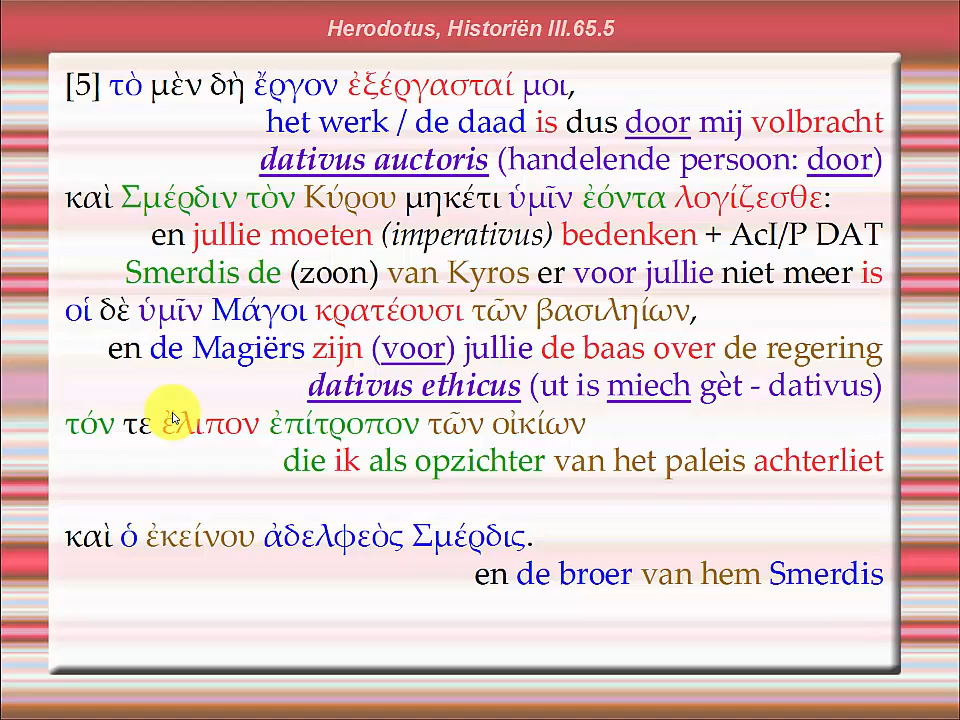 Herodotus, Historiën III.65.5
[5] τὸ μὲν δὴ ἔργον ἐξέργασταί μοι,
het werk / de daad is dus door mij volbracht
dativus auctoris (handelende persoon: door)
καὶ Σμέρδιν τὸν Κύρου μηκέτι ὑμῖν ἐόντα λογίζεσθε:
en jullie moeten (imperativus) bedenken + AcI/P DAT
Smerdis de (zoon) van Kyros er voor jullie niet meer is
οἱ δὲ ὑμῖν Μάγοι κρατέουσι τῶν βασιληίων,
en de Magiërs zijn (voor) jullie de baas over de regering
dativus ethicus (ut is miech gèt - dativus)
τόν τε ἐλιπον ἐπίτροπον τῶν οἰκίων
die ik als opzichter van het paleis achterliet
καὶ ὁ ἐκείνου ἀδελφεὸς Σμέρδις.
en de broer van hem Smerdis